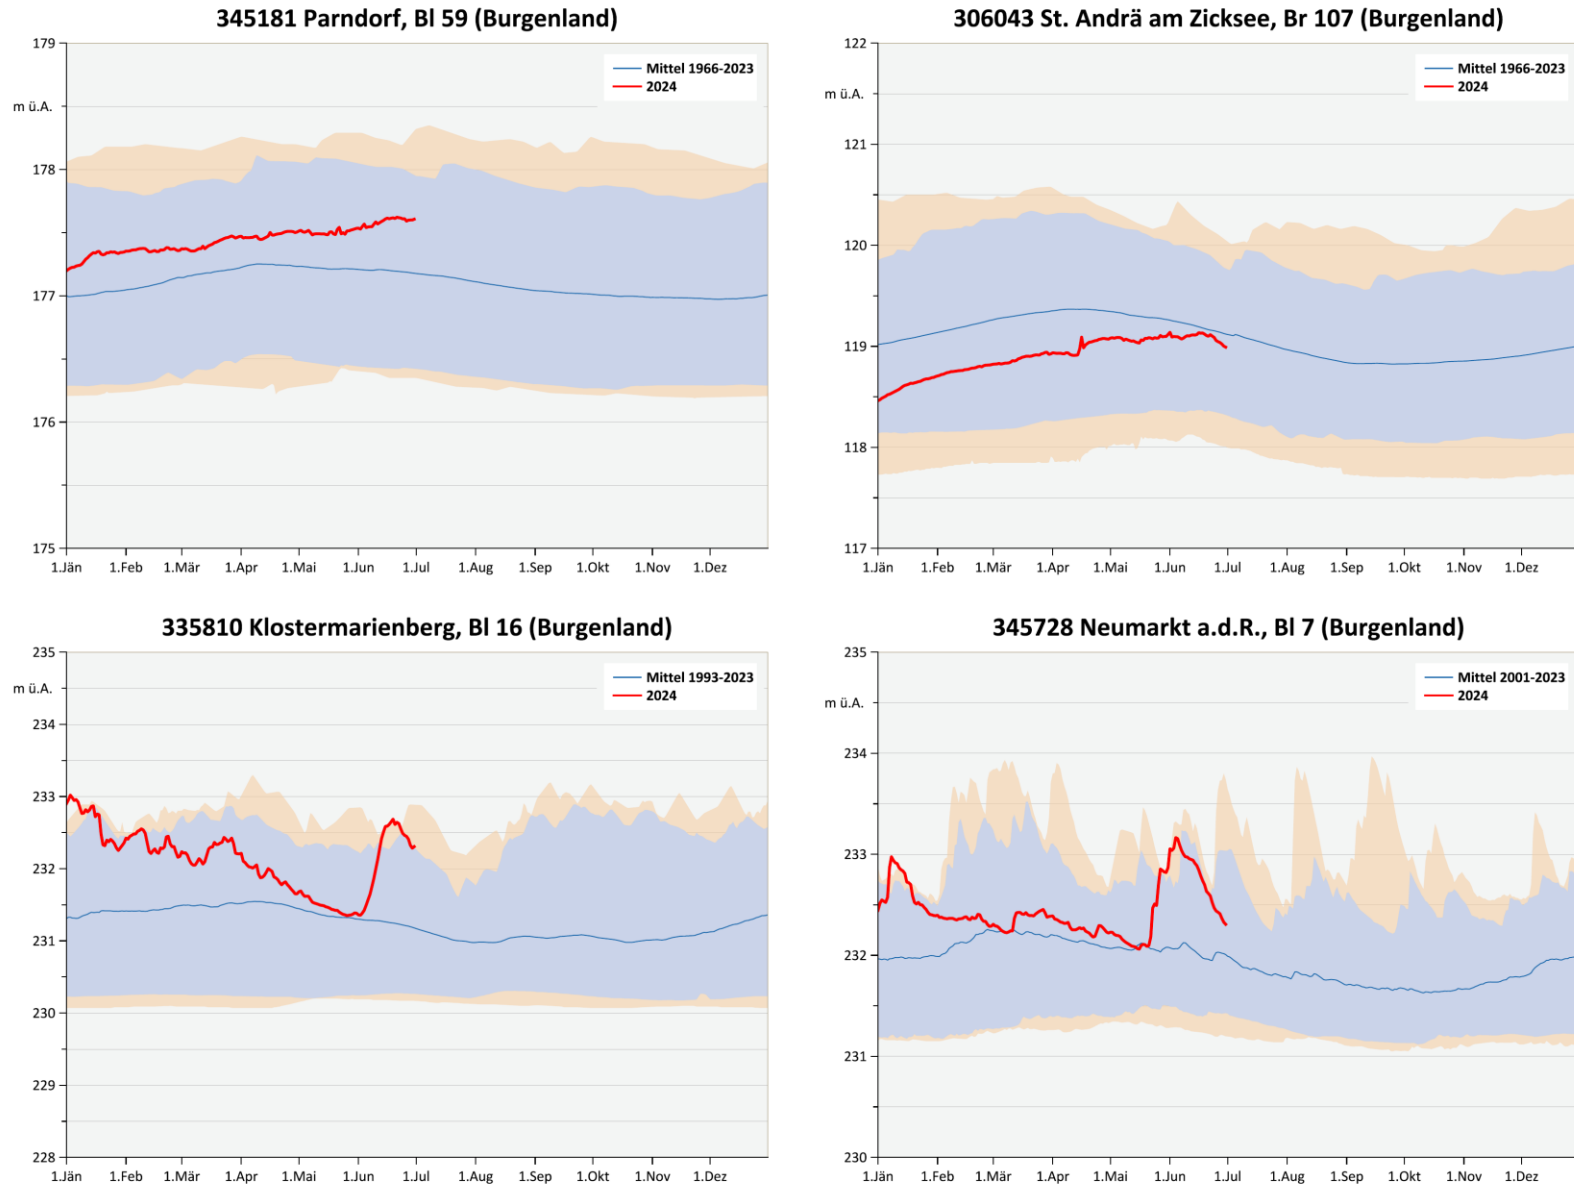 345181 Parndorf, Bl 59 (Burgenland)
179
m ü.A.
178
177
176
175
Mittel 1966-2023
2024
1.Jän 1.Feb 1.Mär 1.Apr 1.Mai 1.Jun 1.Jul 1.Aug 1.Sep 1.Okt 1.Nov 1.Dez
306043 St. Andrä am Zicksee, Br 107 (Burgenland)
122
m ü.A.
121
120
119
118
117
Mittel 1966-2023
2024
1.Jän 1.Feb 1.Mär 1.Apr 1.Mai 1.Jun 1.Jul 1.Aug 1.Sep 1.Okt 1.Nov 1.Dez
335810 Klostermarienberg, Bl 16 (Burgenland)
235
m ü.A.
234
233
232
231
230
229
228
Mittel 1993-2023
2024
1.Jän 1.Feb 1.Mär 1.Apr 1.Mai 1.Jun 1.Jul 1.Aug 1.Sep 1.Okt 1.Nov 1.Dez
345728 Neumarkt a.d.R., Bl 7 (Burgenland)
235
m ü.A.
234
233
232
231
230
Mittel 2001-2023
2024
1.Jän 1.Feb 1.Mär 1.Apr 1.Mai 1.Jun 1.Jul 1.Aug 1.Sep 1.Okt 1.Nov 1.Dez